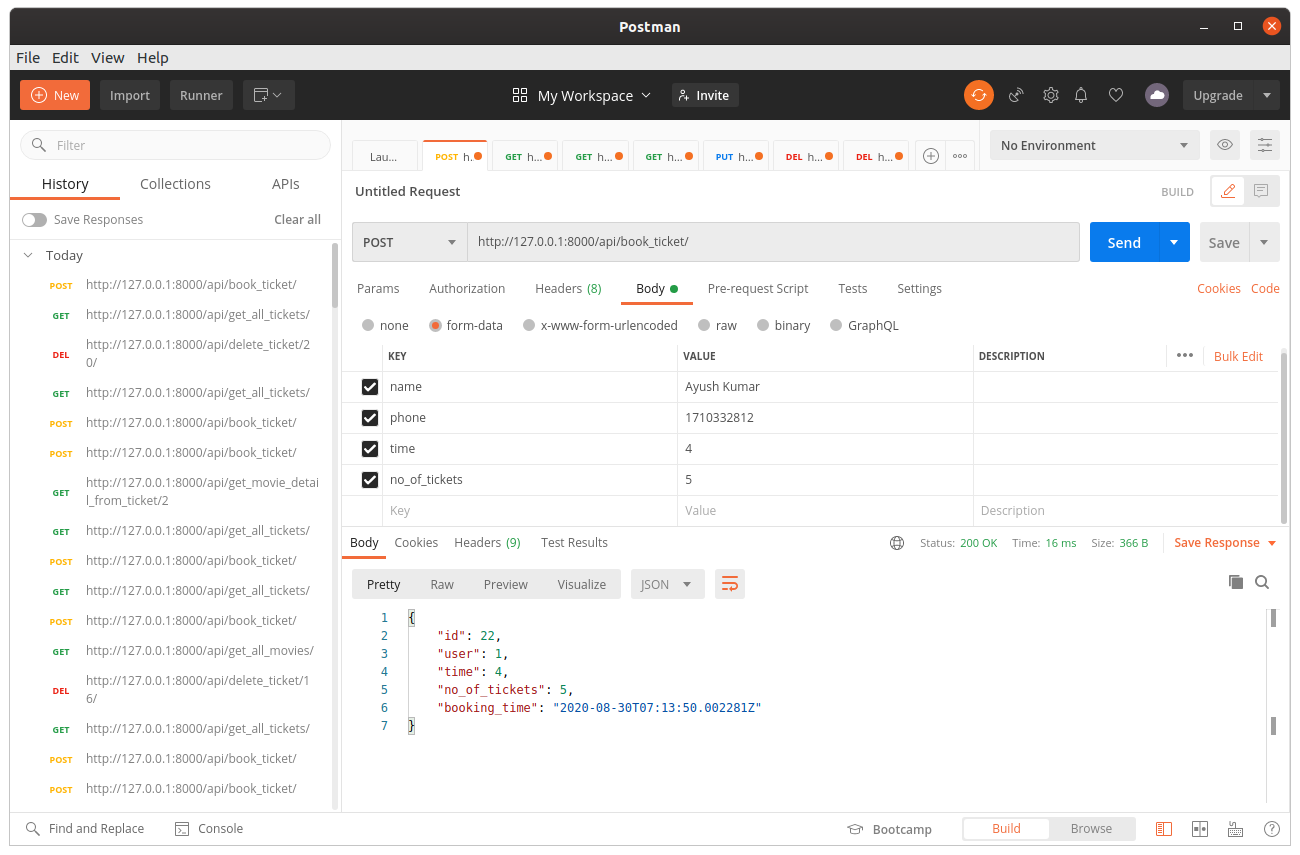 Postman
File Edit View Help
New Import Runner My Workspace Invite Upgrade
Filter
History Collections APIs
Save Responses Clear all
Today
POST http://127.0.0.1:8000/api/book_ticket/
GET http://127.0.0.1:8000/api/get_all_tickets/
DEL http://127.0.0.1:8000/api/delete_ticket/2
0/
GET http://127.0.0.1:8000/api/get_all_tickets/
POST http://127.0.0.1:8000/api/book_ticket/
POST http://127.0.0.1:8000/api/book_ticket/
GET http://127.0.0.1:8000/api/get_movie_detai
l_from_ticket/2
GET http://127.0.0.1:8000/api/get_all_tickets/
POST http://127.0.0.1:8000/api/book_ticket/
GET http://127.0.0.1:8000/api/get_all_tickets/
POST http://127.0.0.1:8000/api/book_ticket/
GET http://127.0.0.1:8000/api/get_all_movies/
DEL http://127.0.0.1:8000/api/delete_ticket/1
6/
GET http://127.0.0.1:8000/api/get_all_tickets/
POST http://127.0.0.1:8000/api/book_ticket/
POST http://127.0.0.1:8000/api/book_ticket/
Lau... POST h. GET h... GET h... GET h... PUT h... DEL h... DEL h... No Environment
Untitled Request BUILD
POST http://127.0.0.1:8000/api/book_ticket/ Send Save
Params Authorization Headers (8) Body Pre-request Script Tests Settings Cookies Code
none form-data x-www-form-urlencoded raw binary GraphQL
KEY VALUE DESCRIPTION Bulk Edit
name Ayush Kumar
phone 1710332812
time 4
no_of_tickets 5
Key Value Description
Body Cookies Headers (9) Test Results Status: 200 OK Time: 16 ms Size: 366 B Save Response
Pretty Raw Preview Visualize JSON
1 {
2 "id": 22,
3 "user": 1,
4 "time": 4,
5 "no_of_tickets": 5,
6 "booking_time": "2020-08-30T07:13:50.002281Z"
7 }
Find and Replace Console Bootcamp Build Browse